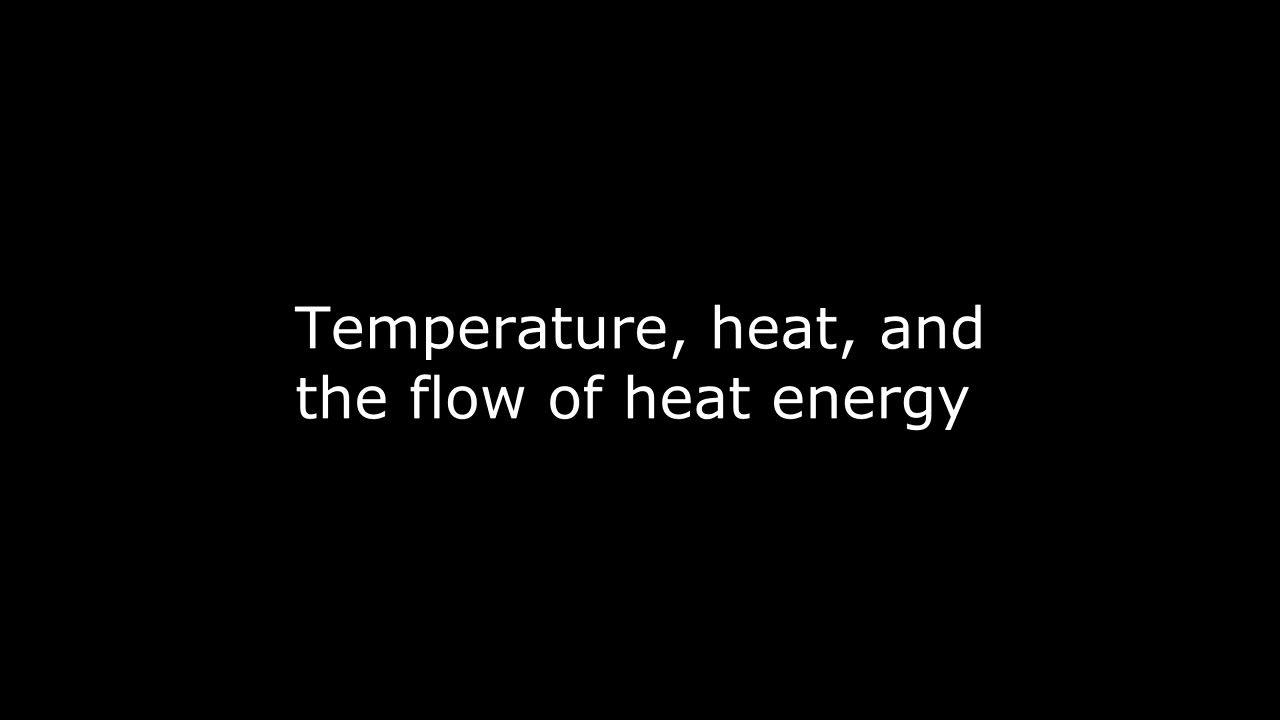 Temperature, heat, and
the flow of heat energy